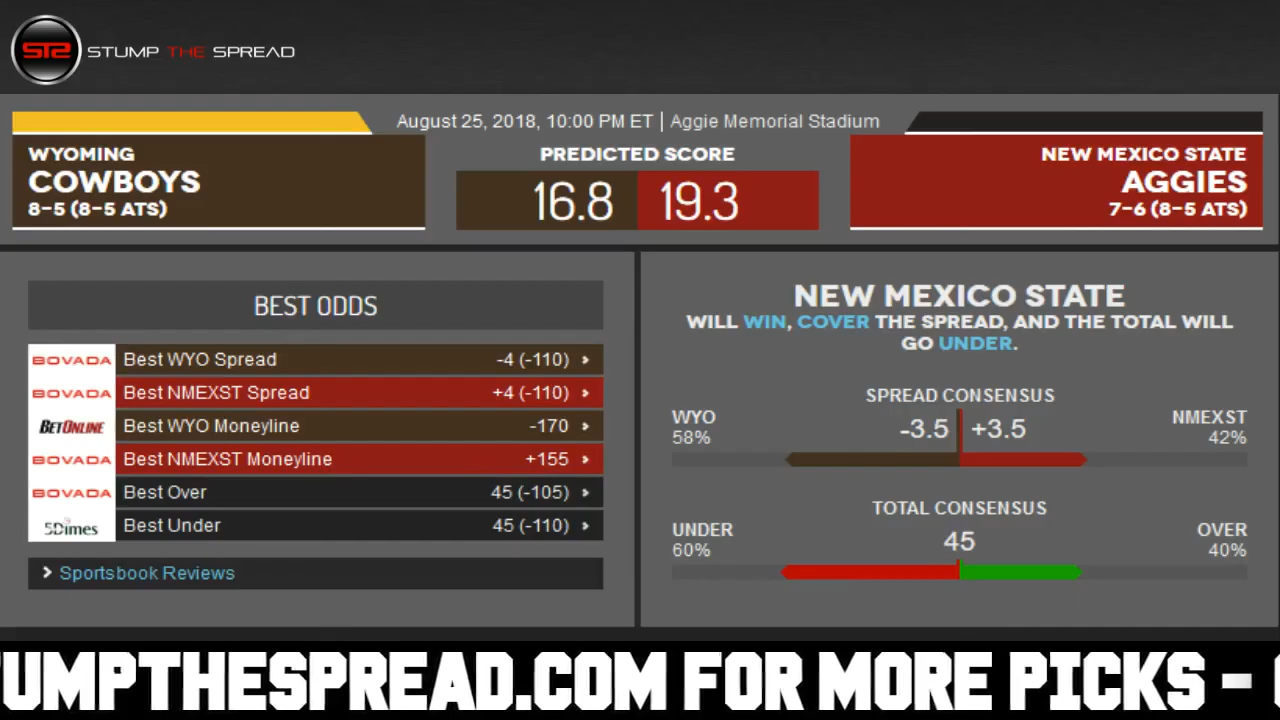 STS STUMP THE SPREAD
August 25, 2018, 10:00 PM ET | Aggie Memorial Stadium
WYOMING
COWBOYS
8-5 (8-5 ATS)
PREDICTED SCORE
16.8 19.3
NEW MEXICO STATE
AGGIES
7-6 (8-5 ATS)
BEST ODDS
BOVADA Best WYO Spread -4 (-110)
BOVADA Best NMEXST Spread +4 (-110)
BETONLINE Best WYO Moneyline -170
BOVADA Best NMEXST Moneyline +155
BOVADA Best Over 45 (-105)
5Dimes Best Under 45 (-110)
Sportsbook Reviews
NEW MEXICO STATE
WILL WIN, COVER THE SPREAD, AND THE TOTAL WILL
GO UNDER.
SPREAD CONSENSUS
WYO -3.5 +3.5 NMEXST
58% 42%
TOTAL CONSENSUS
UNDER 45 OVER
60% 40%
TUMPTHESPREAD.COM FOR MORE PICKS -